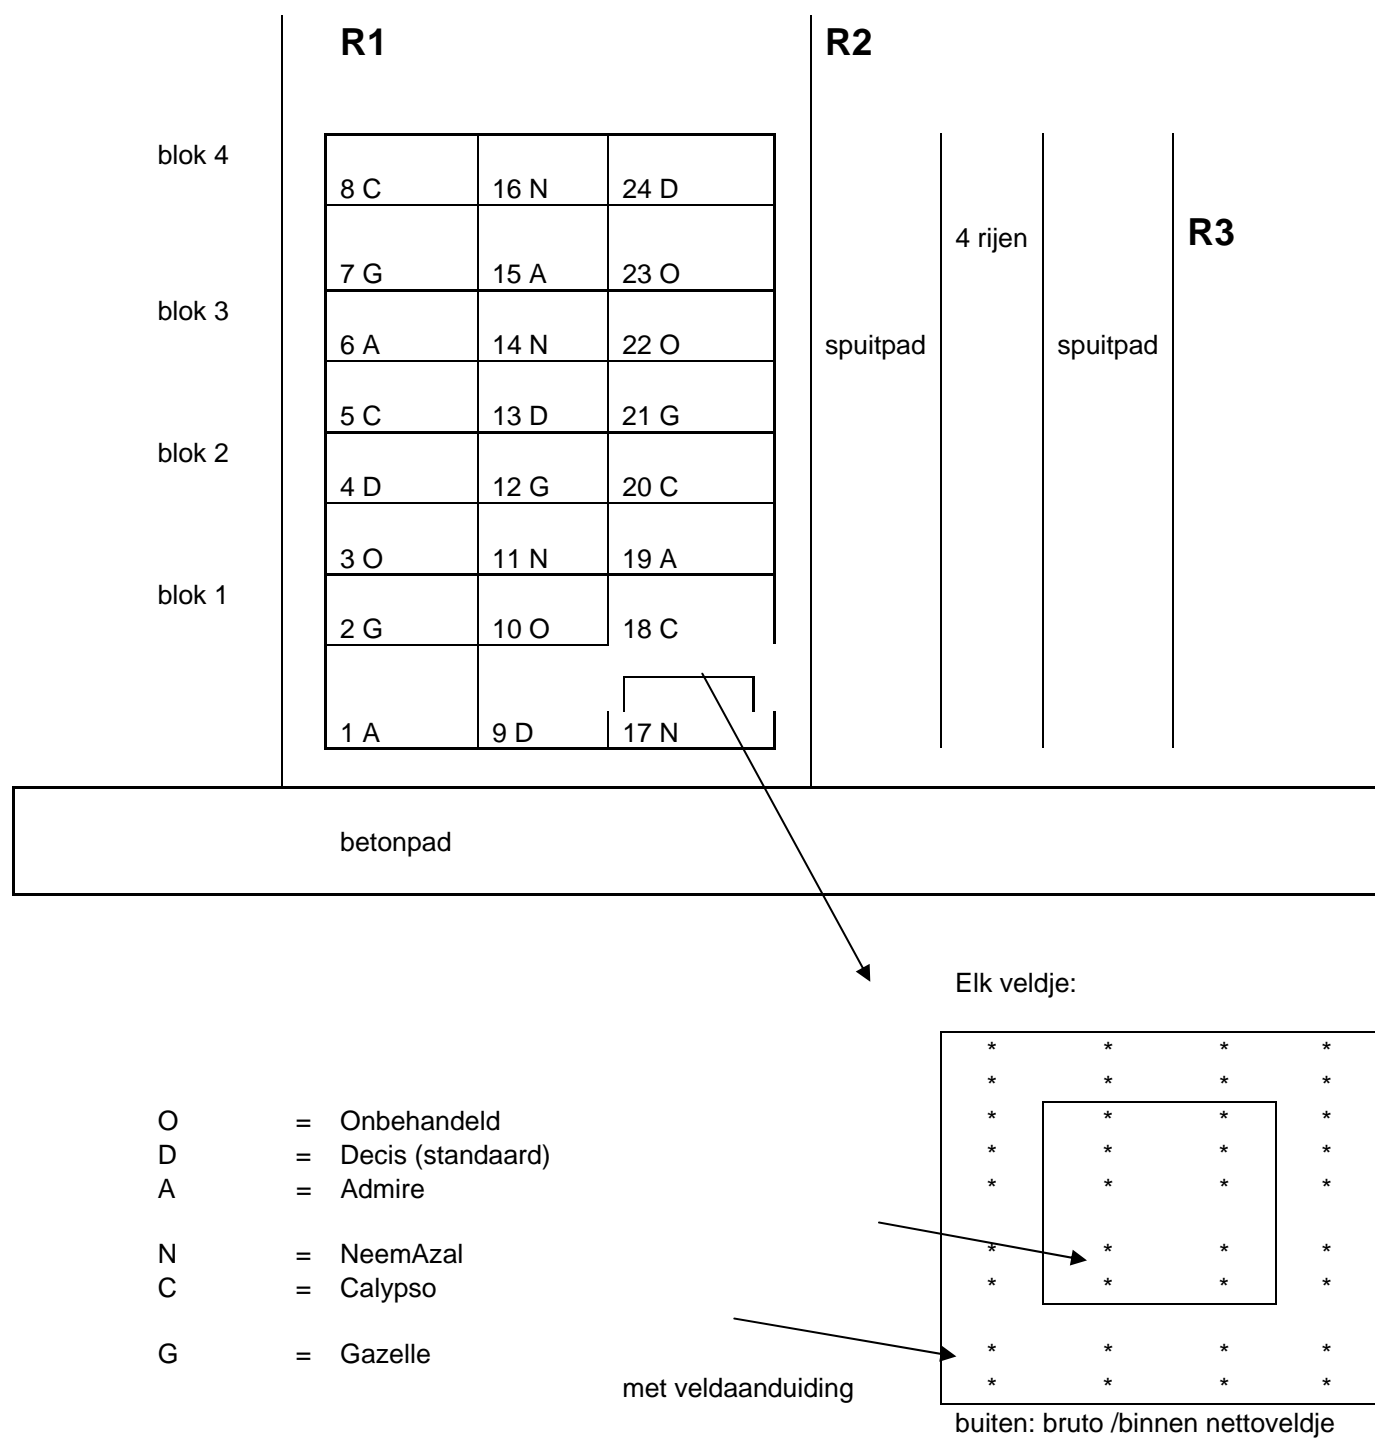 R1 R2
blok 4
8 C 16 N 24 D
4 rijen R3
7 G 15 A 23 O
blok 3
6 A 14 N 22 O spuitpad spuitpad
5 C 13 D 21 G
blok 2
4 D 12 G 20 C
3 O 11 N 19 A
blok 1
2 G 10 O 18 C
1 A 9 D 17 N
betonpad
Elk veldje:
* * * *
* * * *
O = Onbehandeld * * * *
D = Decis (standaard) * * * *
A = Admire * * * *
N = NeemAzal * * * *
C = Calypso * * * *
G = Gazelle * * * *
met veldaanduiding * * * *
buiten: bruto /binnen nettoveldje